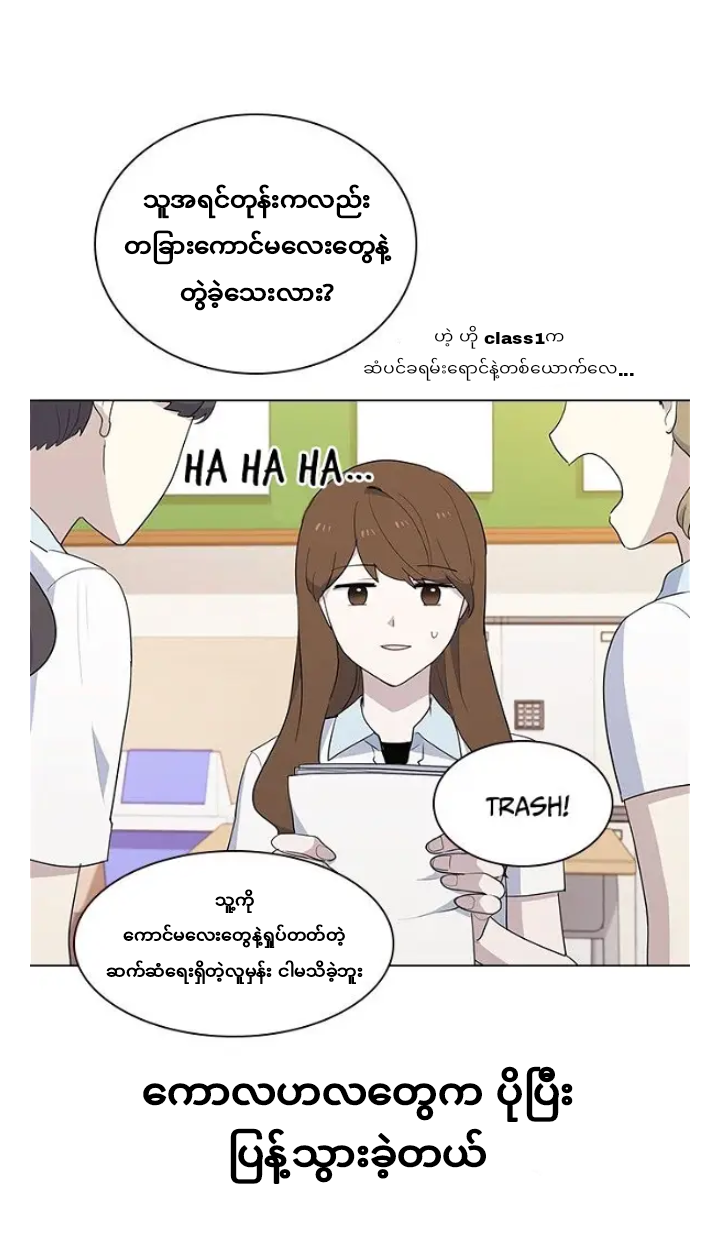 သူအရင်တုန်းကလည်း
တခြားကောင်မလေးတွေနဲ့
တွဲခဲ့သေးလား?
ဟဲ့ ဟို class1က
ဆံပင်ခရမ်းရောင်နဲ့တစ်ယောက်လေ...
HA HA HA...
TRASH!
သူ့ကို
ကောင်မလေးတွေနဲ့ရှုပ်တတ်တဲ့
ဆက်ဆံရေးရှိတဲ့လူမှန်း ငါမသိခဲ့ဘူး
ကောလဟလတွေက ပိုပြီး
ပြန့်သွားခဲ့တယ်